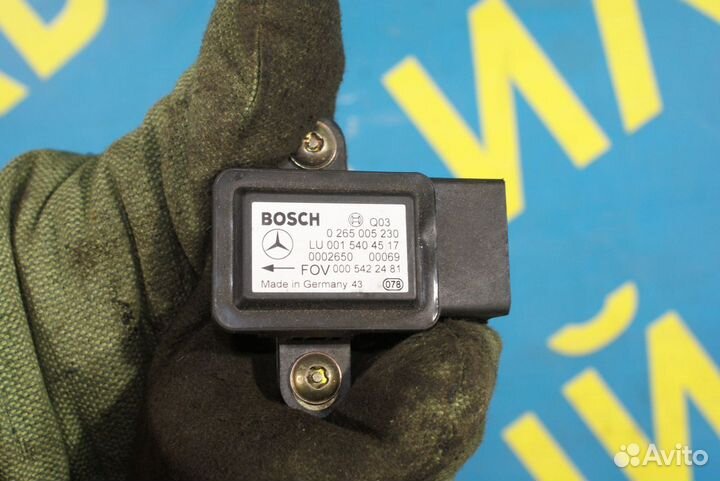 BOSCH Q03
0 265 005 230
LU 001 540 45 17
0002650 00069
FOV 000 542 24 81
Made in Germany 43 078
Avito